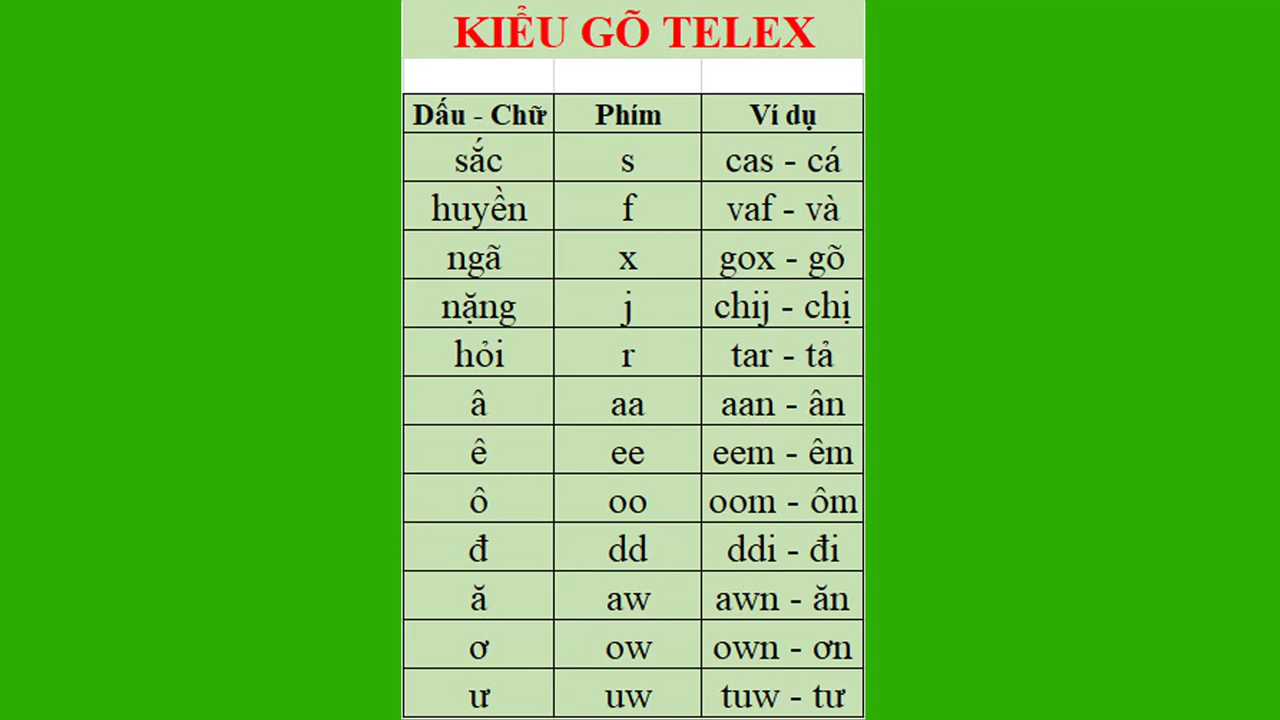 KIỂU GÕ TELEX
Dấu - Chữ Phím Ví dụ
sắc s cas - cá
huyền f vaf - và
ngã x gox - gõ
nặng j chij - chị
hỏi r tar - tả
â aa aan - ân
ê ee eem - êm
ô oo oom - ôm
đ dd ddi - đi
ă aw awn - ăn
ơ ow own - ơn
ư uw tuw - tư